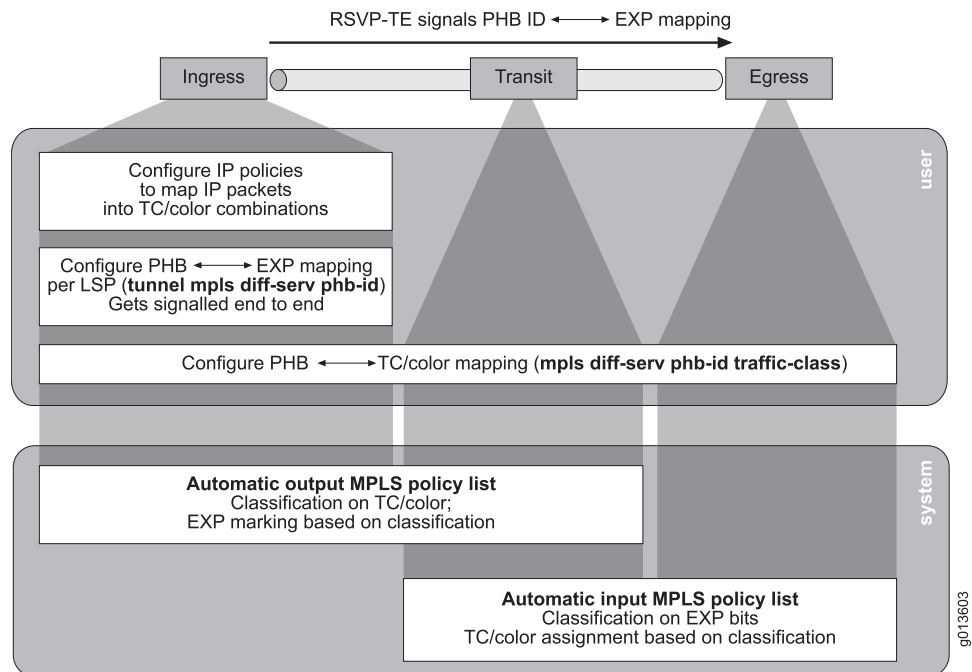 RSVP-TE signals PHB ID ⟷ EXP mapping
Ingress
Transit
Egress
user
Configure IP policies
to map IP packets
into TC/color combinations
Configure PHB ⟷ EXP mapping
per LSP (tunnel mpls diff-serv phb-id)
Gets signalled end to end
Configure PHB ⟷ TC/color mapping (mpls diff-serv phb-id traffic-class)
system
Automatic output MPLS policy list
Classification on TC/color;
EXP marking based on classification
Automatic input MPLS policy list
Classification on EXP bits
TC/color assignment based on classification
g013603